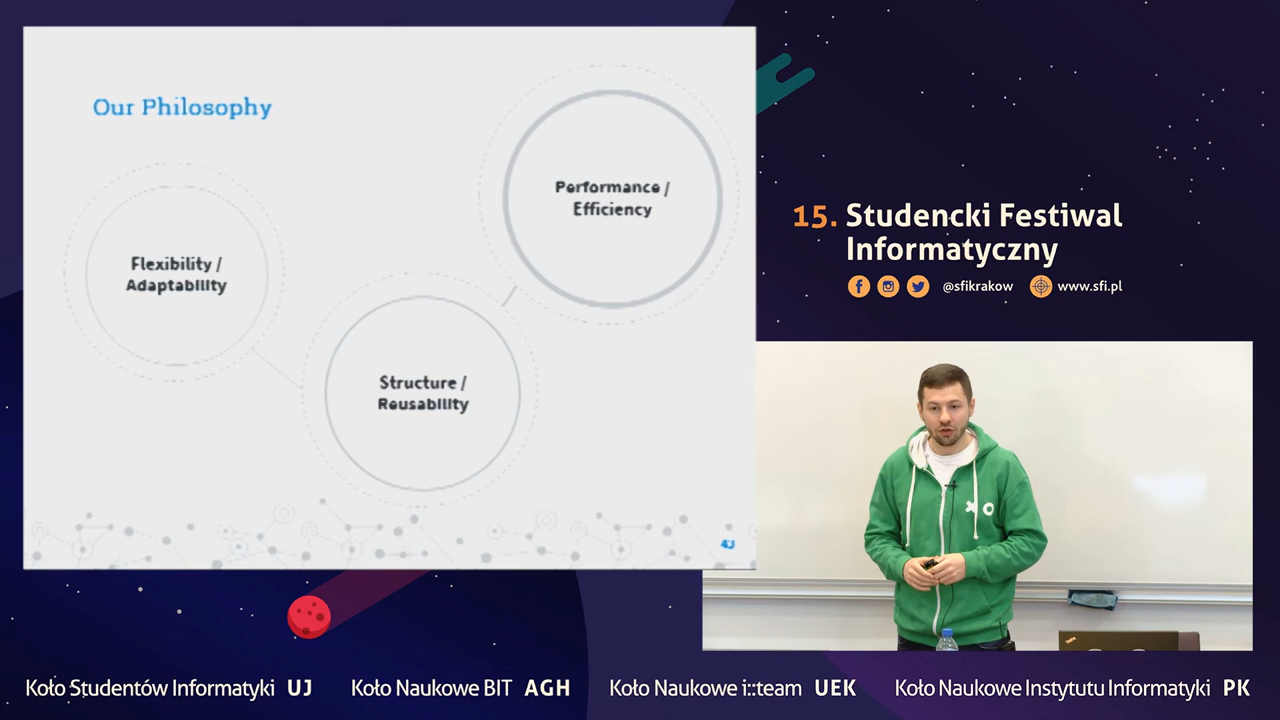 Our Philosophy
Performance /
Efficiency
Flexibility /
Adaptability
Structure /
Reusability
15. Studencki Festiwal
Informatyczny
@sfikrakow www.sfi.pl
Koło Studentów Informatyki UJ Koło Naukowe BIT AGH Koło Naukowe i::team UEK Koło Naukowe Instytutu Informatyki PK